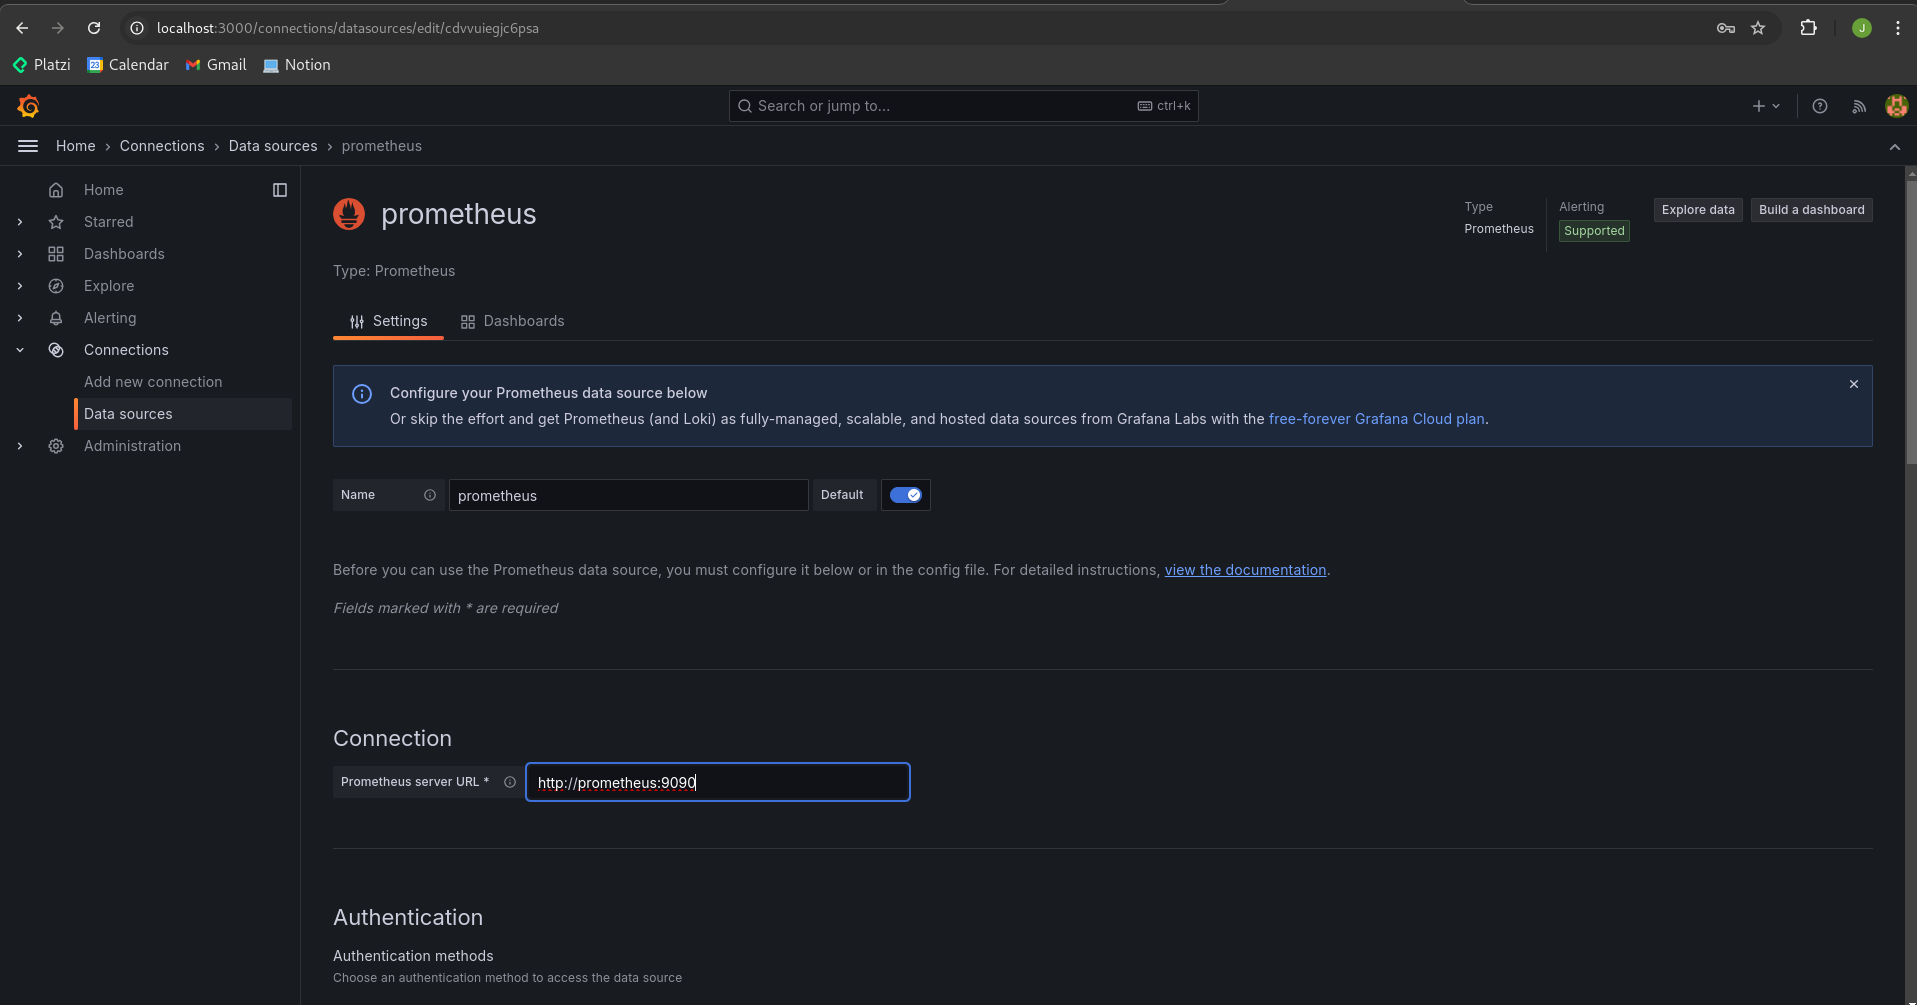 localhost:3000/connections/datasources/edit/cdvvuiegjc6psa
J
Platzi
23
Calendar
Gmail
Notion
Search or jump to...
ctrl+k
Home › Connections › Data sources › prometheus
Home
Starred
Dashboards
Explore
Alerting
Connections
Add new connection
Data sources
Administration
prometheus
Type
Prometheus
Alerting
Supported
Explore data
Build a dashboard
Type: Prometheus
Settings
Dashboards
Configure your Prometheus data source below
Or skip the effort and get Prometheus (and Loki) as fully-managed, scalable, and hosted data sources from Grafana Labs with the free-forever Grafana Cloud plan.
Name
prometheus
Default
Before you can use the Prometheus data source, you must configure it below or in the config file. For detailed instructions, view the documentation.
Fields marked with * are required
Connection
Prometheus server URL *
http://prometheus:9090
Authentication
Authentication methods
Choose an authentication method to access the data source